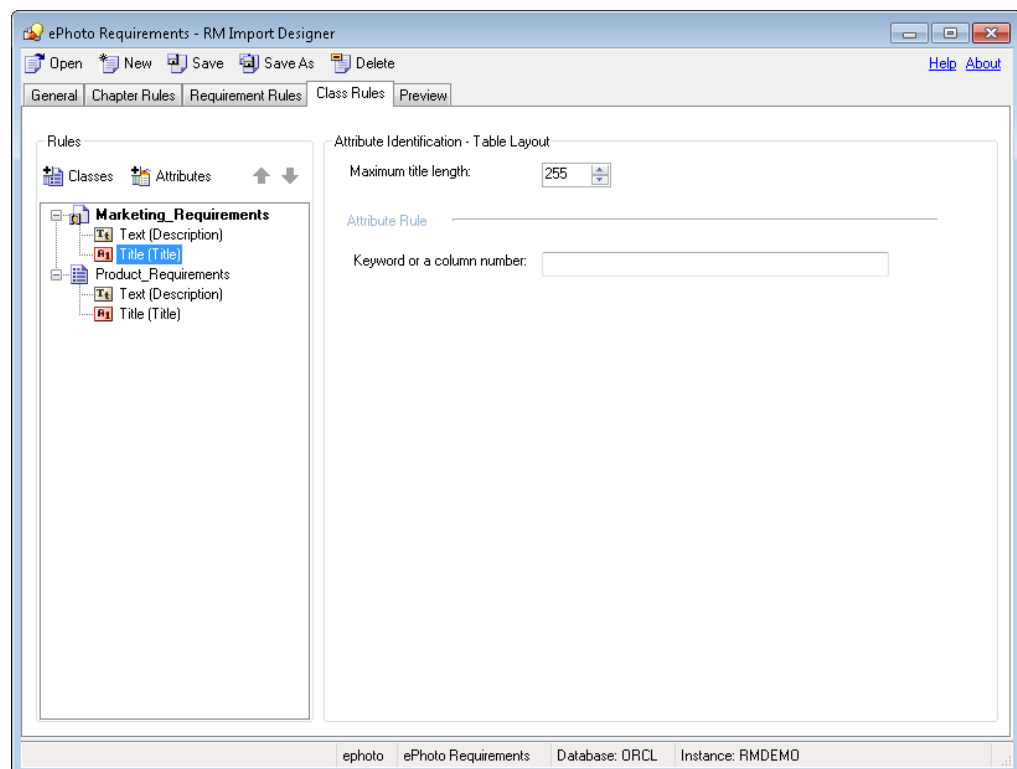 ePhoto Requirements - RM Import Designer
Open New Save Save As Delete Help About
General Chapter Rules Requirement Rules Class Rules Preview
Rules
Classes Attributes
Marketing_Requirements
Text (Description)
Title (Title)
Product_Requirements
Text (Description)
Title (Title)
Attribute Identification - Table Layout
Maximum title length: 255
Attribute Rule
Keyword or a column number:
ephoto ePhoto Requirements Database: ORCL Instance: RMDEMO